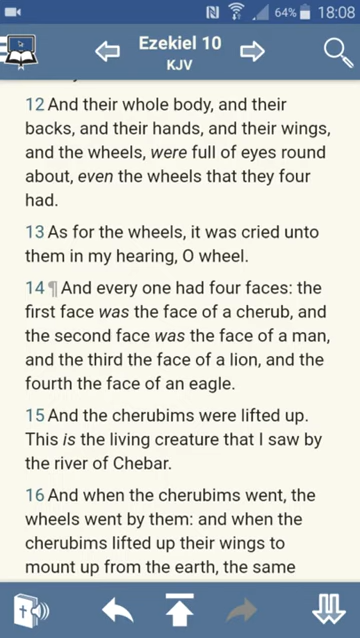 64% 18:08
Ezekiel 10
KJV
12 And their whole body, and their
backs, and their hands, and their wings,
and the wheels, were full of eyes round
about, even the wheels that they four
had.
13 As for the wheels, it was cried unto
them in my hearing, O wheel.
14 ¶ And every one had four faces: the
first face was the face of a cherub, and
the second face was the face of a man,
and the third the face of a lion, and the
fourth the face of an eagle.
15 And the cherubims were lifted up.
This is the living creature that I saw by
the river of Chebar.
16 And when the cherubims went, the
wheels went by them: and when the
cherubims lifted up their wings to
mount up from the earth, the same